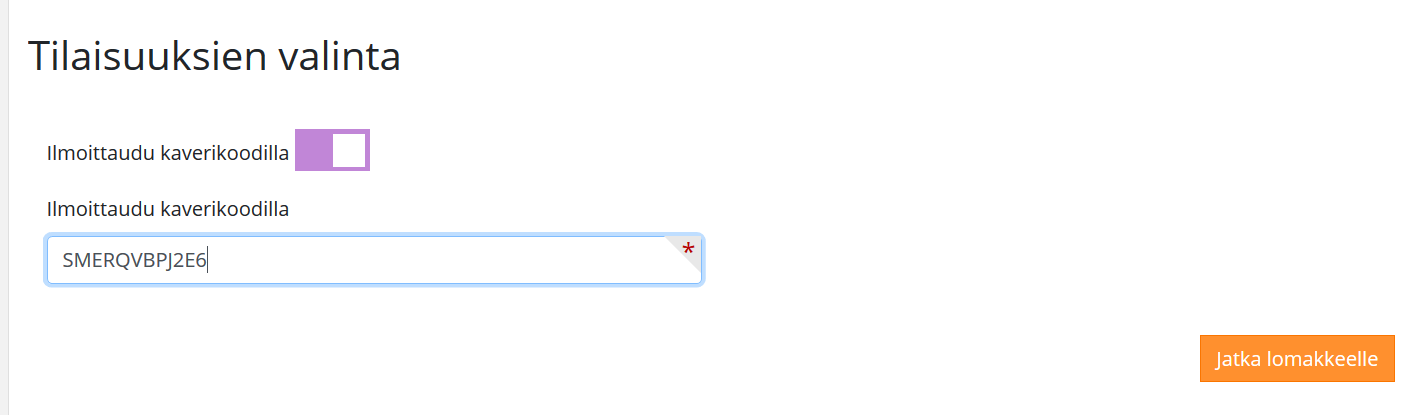 Tilaisuuksien valinta
Ilmoittaudu kaverikoodilla
Ilmoittaudu kaverikoodilla
SMERQVBPJ2E6
*
Jatka lomakkeelle